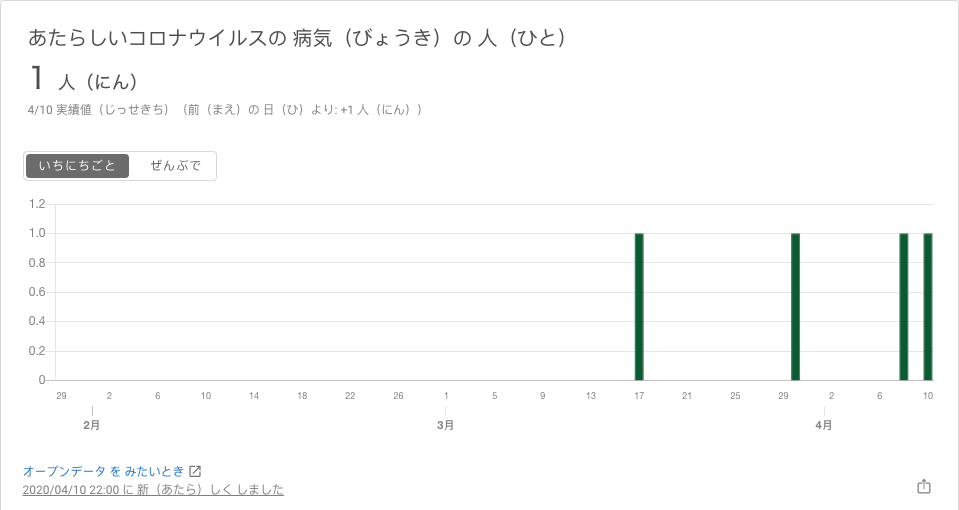 あたらしいコロナウイルスの 病気（びょうき）の 人（ひと）
1 人（にん）
4/10 実績値（じっせきち）（前（まえ）の 日（ひ）より: +1 人（にん））
いちにちごと ぜんぶで
1.2
1.0
0.8
0.6
0.4
0.2
0
29 2 6 10 14 18 22 26 1 5 9 13 17 21 25 29 2 6 10
2月 3月 4月
オープンデータ を みたいとき
2020/04/10 22:00 に 新（あたら）しく しました